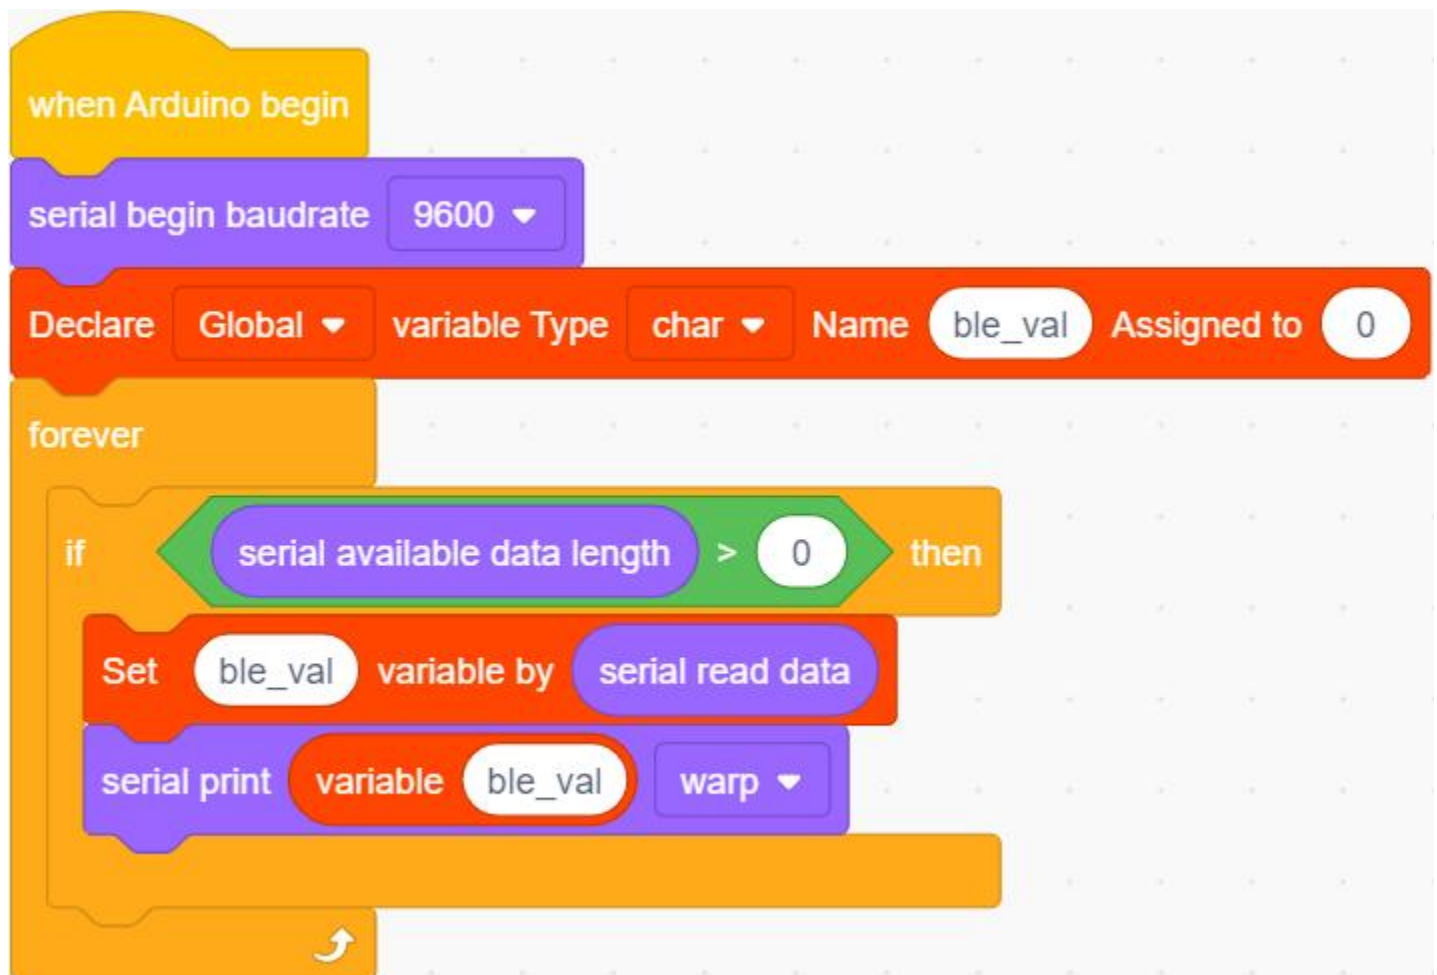 when Arduino begin
serial begin baudrate 9600
Declare Global variable Type char Name ble_val Assigned to 0
forever
if serial available data length > 0 then
Set ble_val variable by serial read data
serial print variable ble_val warp